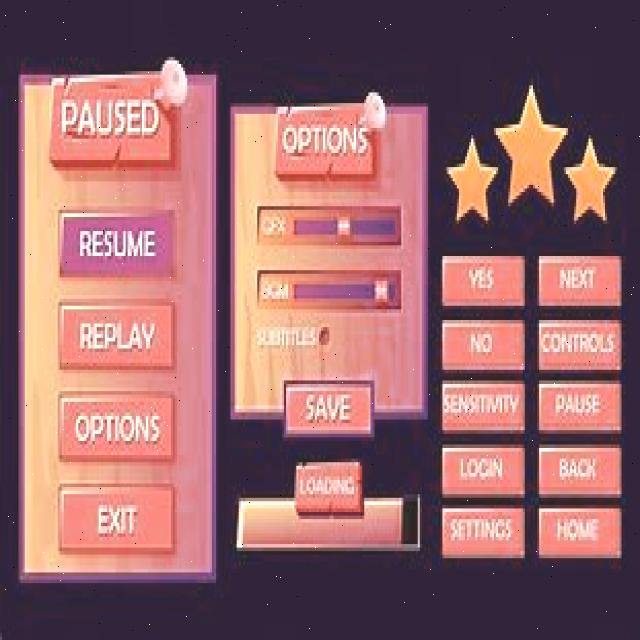 PAUSED
RESUME
REPLAY
OPTIONS
EXIT
OPTIONS
GFX
BGM
SUBTITLES
SAVE
LOADING
YES
NEXT
NO
CONTROLS
SENSITIVITY
PAUSE
LOGIN
BACK
SETTINGS
HOME